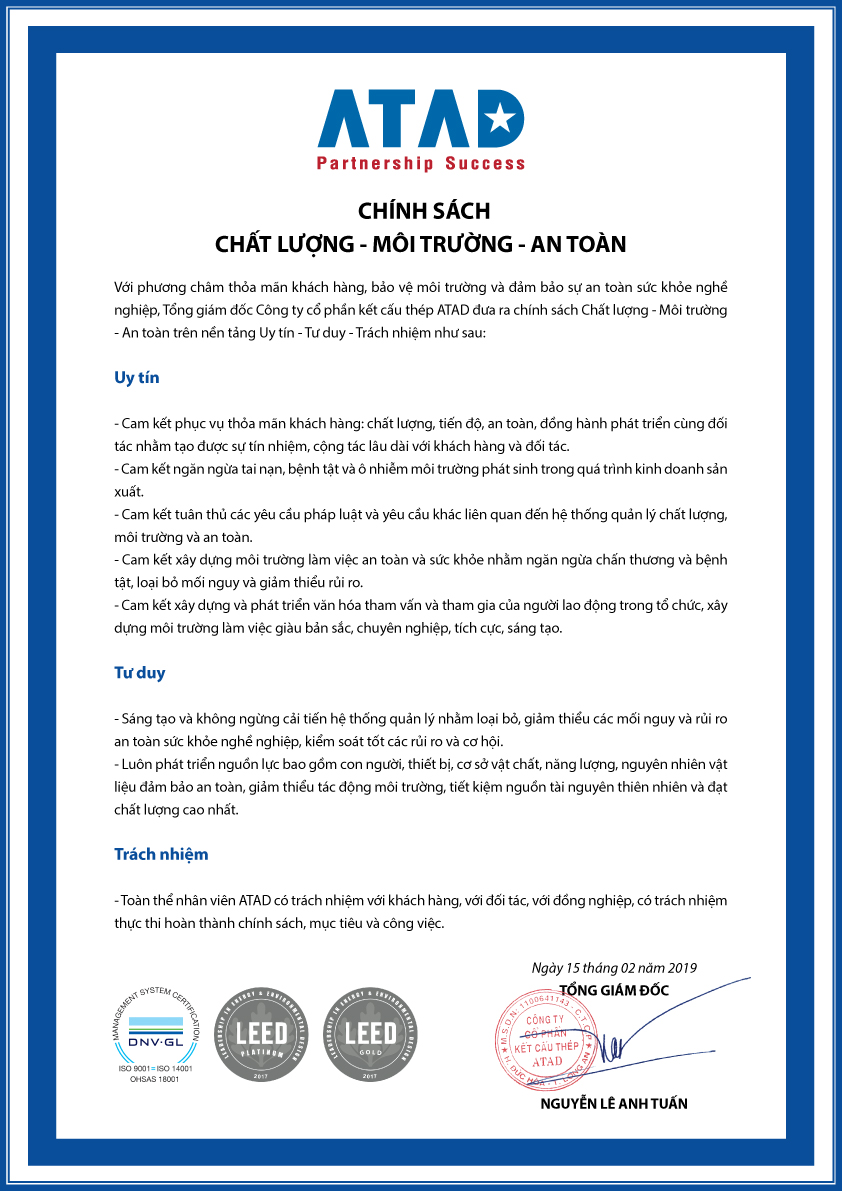 ATAD
Partnership Success
CHÍNH SÁCH
CHẤT LƯỢNG - MÔI TRƯỜNG - AN TOÀN
Với phương châm thỏa mãn khách hàng, bảo vệ môi trường và đảm bảo sự an toàn sức khỏe nghề
nghiệp, Tổng giám đốc Công ty cổ phần kết cấu thép ATAD đưa ra chính sách Chất lượng - Môi trường
- An toàn trên nền tảng Uy tín - Tư duy - Trách nhiệm như sau:
Uy tín
- Cam kết phục vụ thỏa mãn khách hàng: chất lượng, tiến độ, an toàn, đồng hành phát triển cùng đối
tác nhằm tạo được sự tín nhiệm, cộng tác lâu dài với khách hàng và đối tác.
- Cam kết ngăn ngừa tai nạn, bệnh tật và ô nhiễm môi trường phát sinh trong quá trình kinh doanh sản
xuất.
- Cam kết tuân thủ các yêu cầu pháp luật và yêu cầu khác liên quan đến hệ thống quản lý chất lượng,
môi trường và an toàn.
- Cam kết xây dựng môi trường làm việc an toàn và sức khỏe nhằm ngăn ngừa chấn thương và bệnh
tật, loại bỏ mối nguy và giảm thiểu rủi ro.
- Cam kết xây dựng và phát triển văn hóa tham vấn và tham gia của người lao động trong tổ chức, xây
dựng môi trường làm việc giàu bản sắc, chuyên nghiệp, tích cực, sáng tạo.
Tư duy
- Sáng tạo và không ngừng cải tiến hệ thống quản lý nhằm loại bỏ, giảm thiểu các mối nguy và rủi ro
an toàn sức khỏe nghề nghiệp, kiểm soát tốt các rủi ro và cơ hội.
- Luôn phát triển nguồn lực bao gồm con người, thiết bị, cơ sở vật chất, năng lượng, nguyên nhiên vật
liệu đảm bảo an toàn, giảm thiểu tác động môi trường, tiết kiệm nguồn tài nguyên thiên nhiên và đạt
chất lượng cao nhất.
Trách nhiệm
- Toàn thể nhân viên ATAD có trách nhiệm với khách hàng, với đối tác, với đồng nghiệp, có trách nhiệm
thực thi hoàn thành chính sách, mục tiêu và công việc.
Ngày 15 tháng 02 năm 2019
TỔNG GIÁM ĐỐC
M.S.D.N: 1100641143 - C.T.C.P
CÔNG TY
CỔ PHẦN
KẾT CẤU THÉP
ATAD
H. ĐỨC HÒA - T. LONG AN
NGUYỄN LÊ ANH TUẤN
MANAGEMENT SYSTEM CERTIFICATION
DNV·GL
ISO 9001=ISO 14001
OHSAS 18001
LEADERSHIP IN ENERGY & ENVIRONMENTAL DESIGN
LEED
PLATINUM
2017
LEADERSHIP IN ENERGY & ENVIRONMENTAL DESIGN
LEED
GOLD
2017